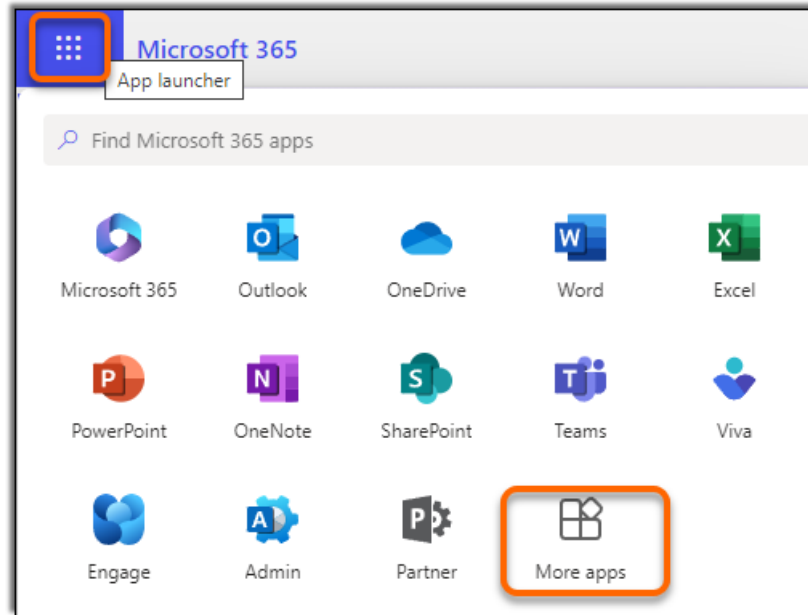 Microsoft 365
App launcher
Find Microsoft 365 apps
Microsoft 365 Outlook OneDrive Word Excel
PowerPoint OneNote SharePoint Teams Viva
Engage Admin Partner More apps